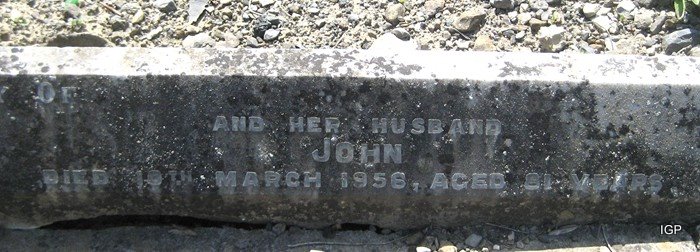 OF
AND HER HUSBAND
JOHN
DIED 19TH MARCH 1956, AGED 81 YEARS
IGP